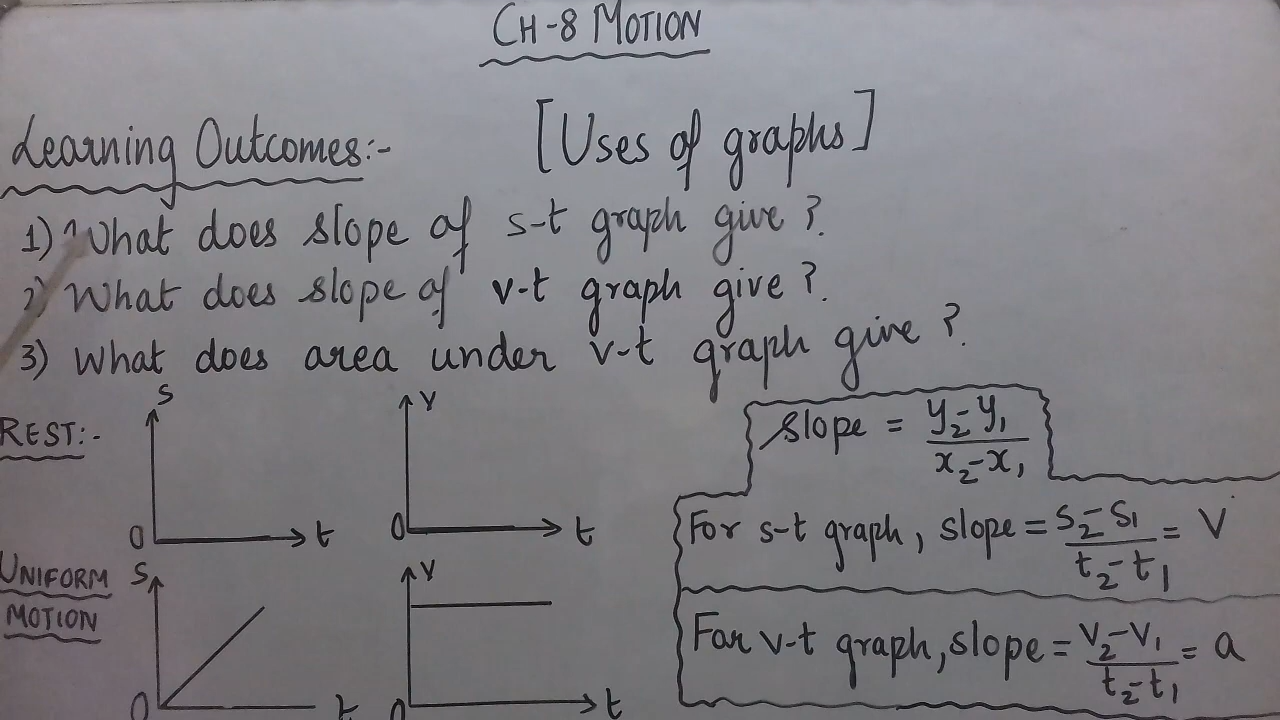 CH-8 MOTION
[Uses of graphs]
Learning Outcomes:-
1) What does slope of s-t graph give ?
2) What does slope of v-t graph give ?
3) What does area under v-t graph give ?
REST:-
S
0
t
V
0
t
Slope = y₂-y₁ / x₂-x₁
For s-t graph, slope = s₂-s₁ / t₂-t₁ = V
For v-t graph, slope = v₂-v₁ / t₂-t₁ = a
UNIFORM
MOTION
S
0
t
V
0
t